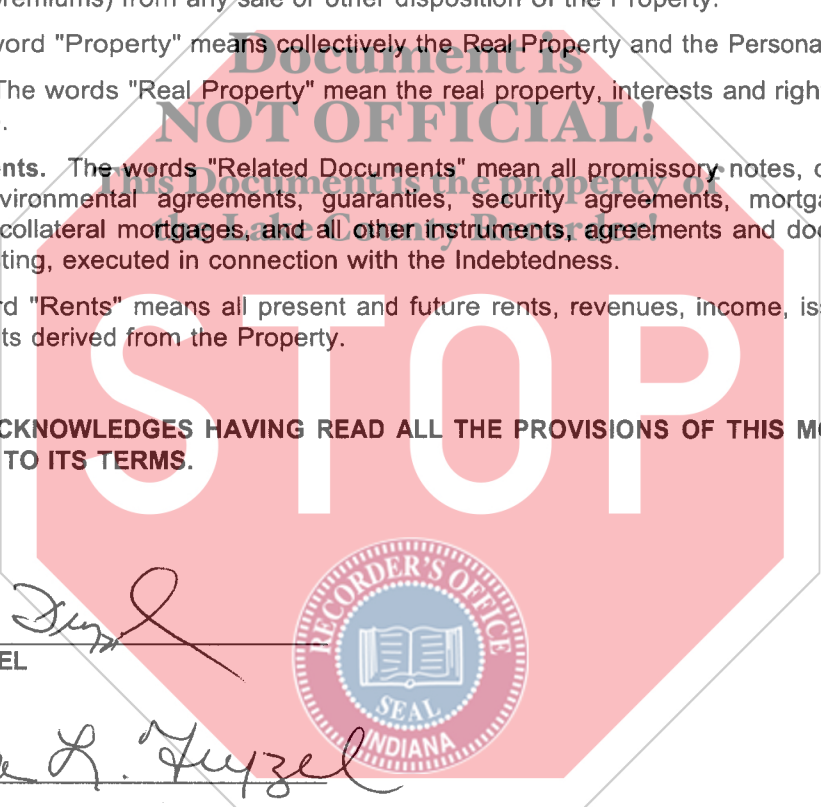 premiums) from any sale or other disposition of the Property.
word "Property" means collectively the Real Property and the Persona
Document is
The words "Real Property" mean the real property, interests and righ
NOT OFFICIAL!
nts. The words "Related Documents" mean all promissory notes, c
This Document is the property of
vironmental agreements, guaranties, security agreements, mortga
the Lake County Recorder!
collateral mortgages, and all other instruments, agreements and doc
ting, executed in connection with the Indebtedness.
rd "Rents" means all present and future rents, revenues, income, is
ts derived from the Property.
STOP
CKNOWLEDGES HAVING READ ALL THE PROVISIONS OF THIS MO
TO ITS TERMS.
RECORDER'S OFFICE
EL
SEAL
INDIANA
L.